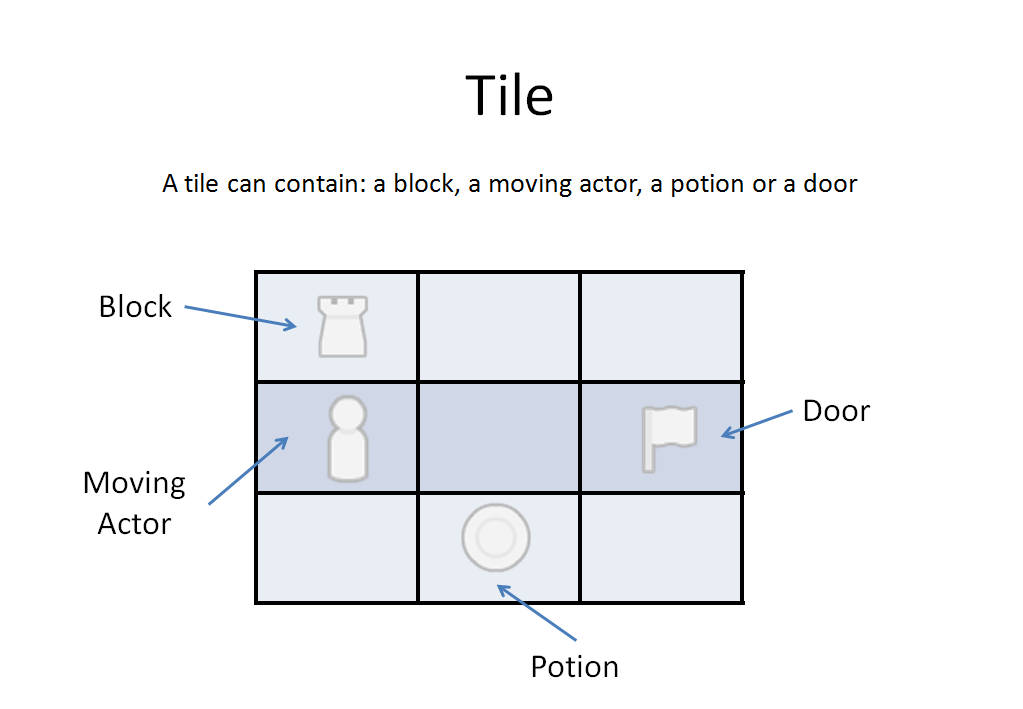 Tile
A tile can contain: a block, a moving actor, a potion or a door
Block
Door
Moving
Actor
Potion